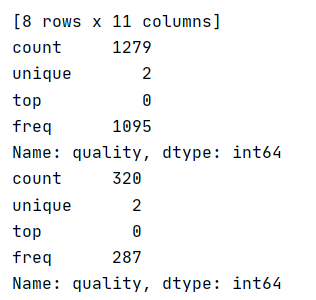 [8 rows x 11 columns]
count     1279
unique       2
top          0
freq      1095
Name: quality, dtype: int64
count     320
unique      2
top         0
freq      287
Name: quality, dtype: int64